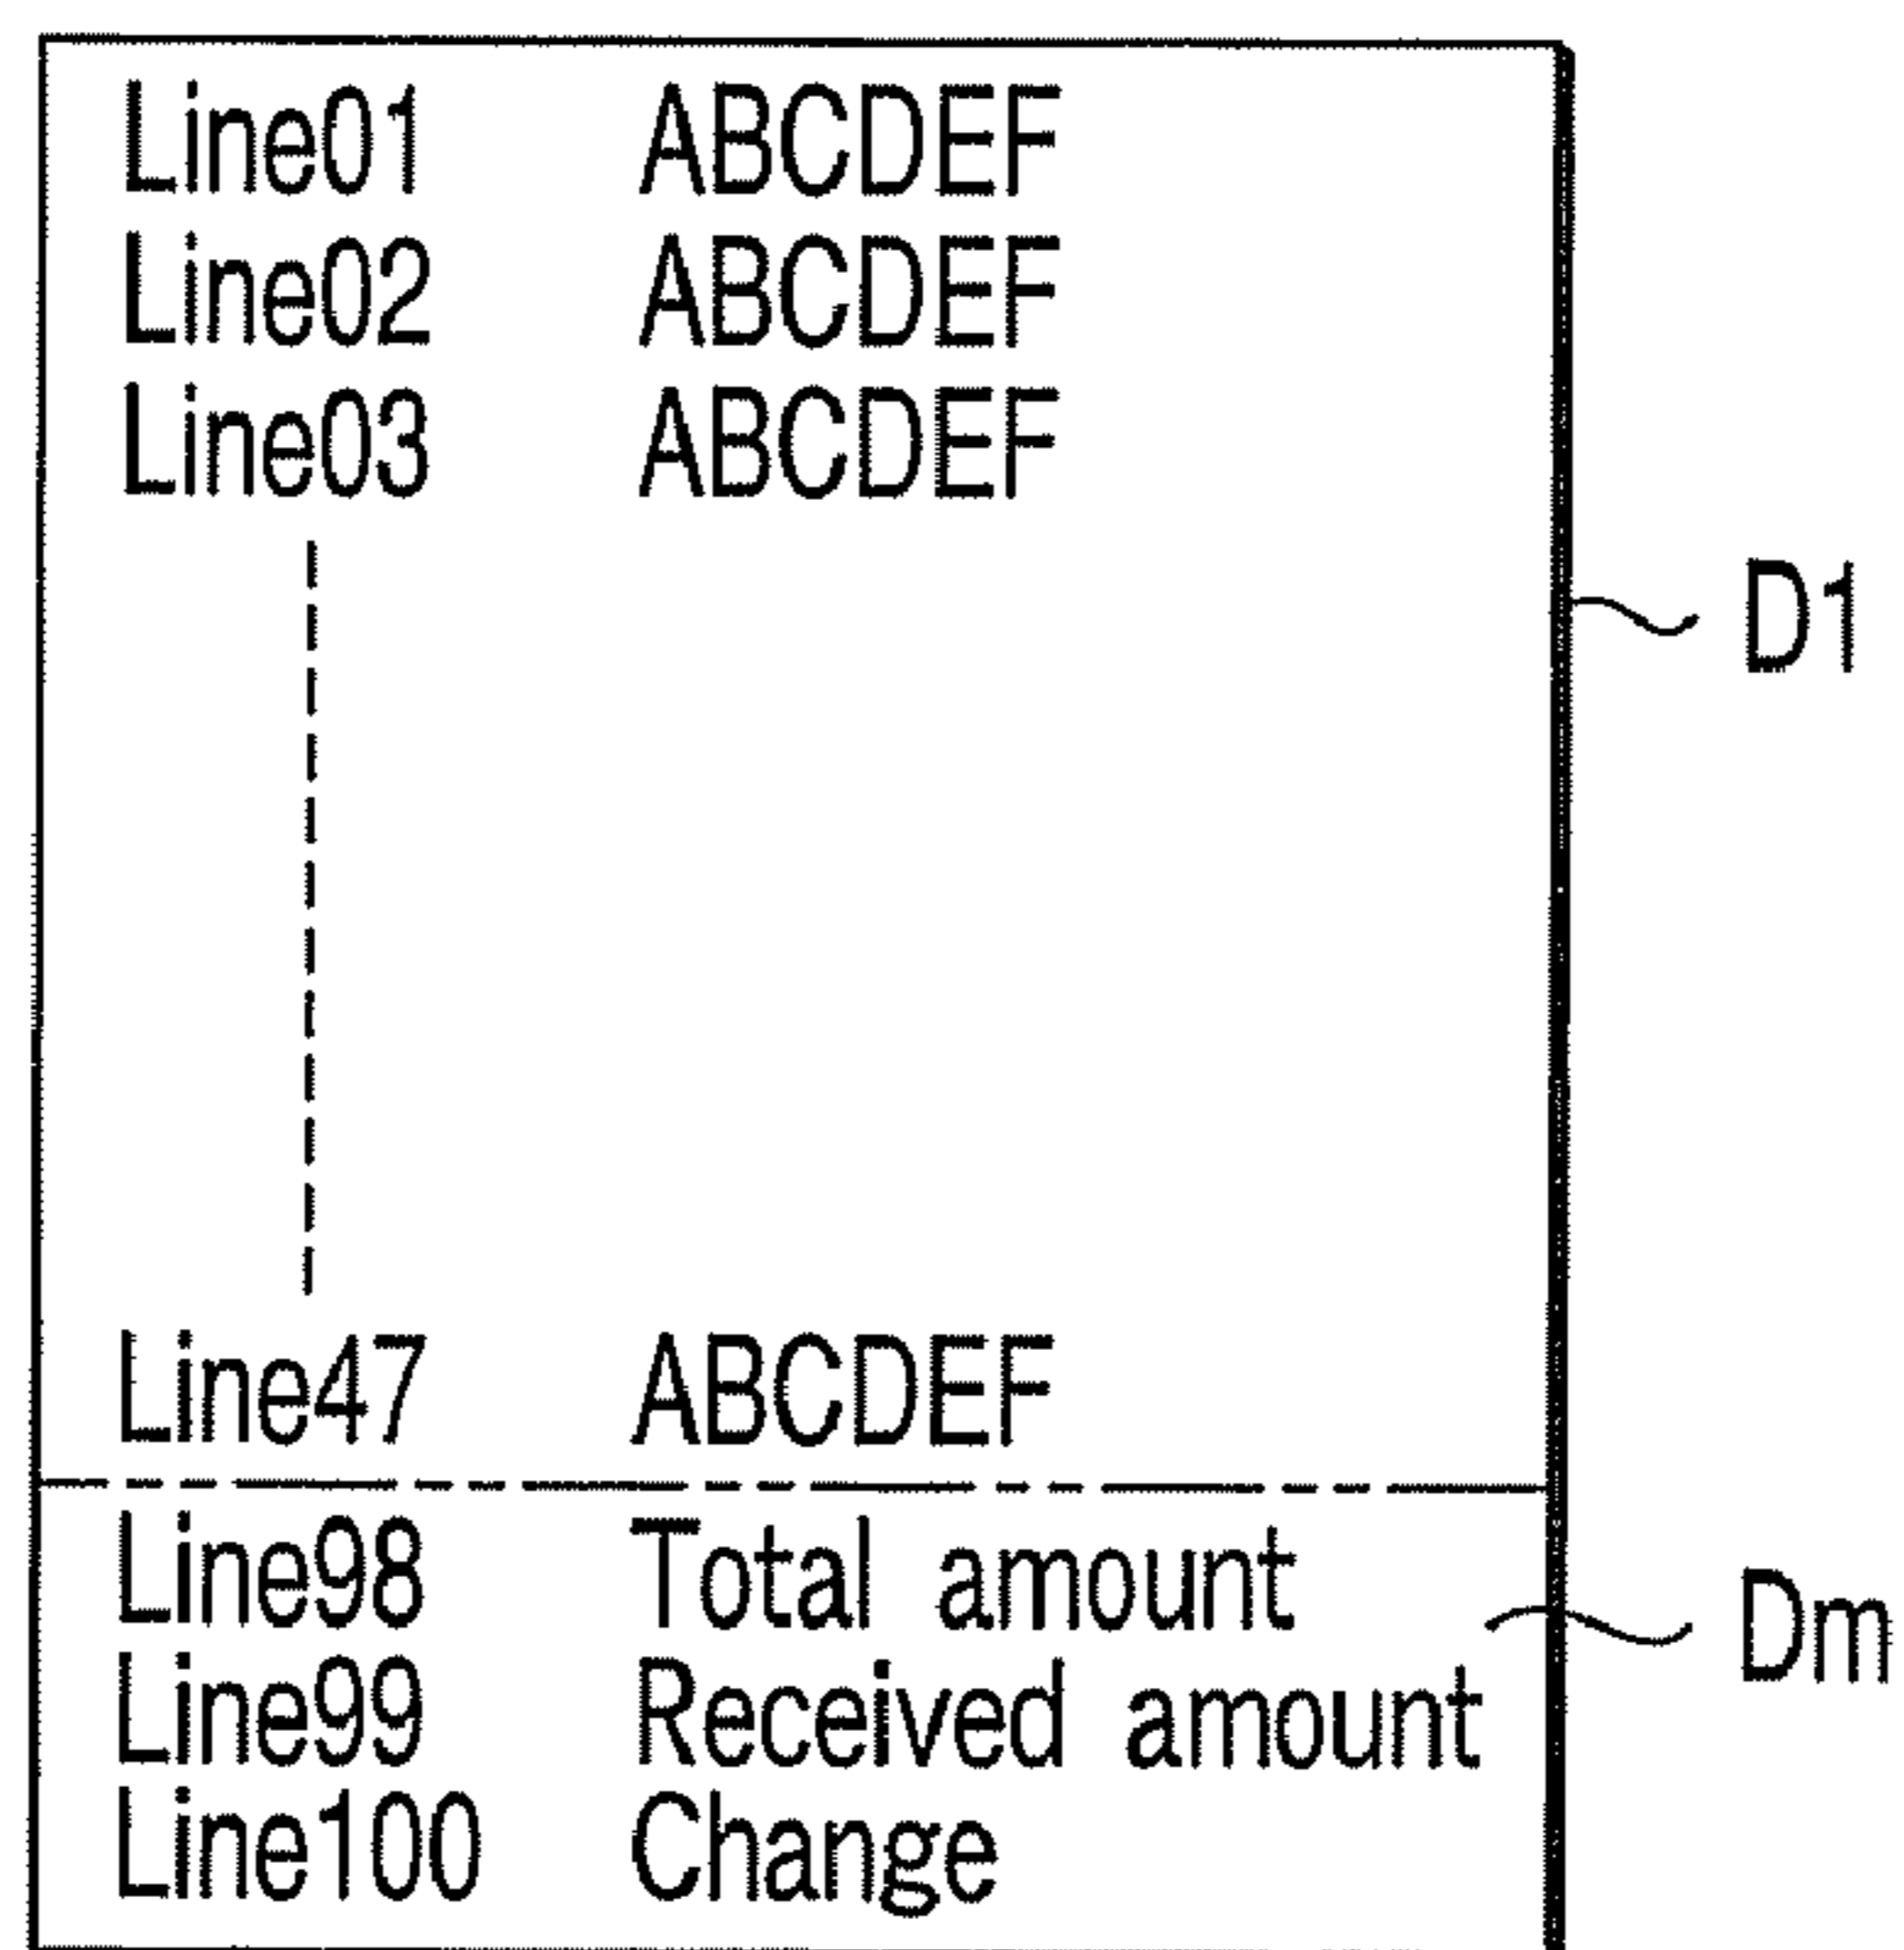 Line01 ABCDEF
Line02 ABCDEF
Line03 ABCDEF
D1
Line47 ABCDEF
Line98 Total amount
Dm
Line99 Received amount
Line100 Change